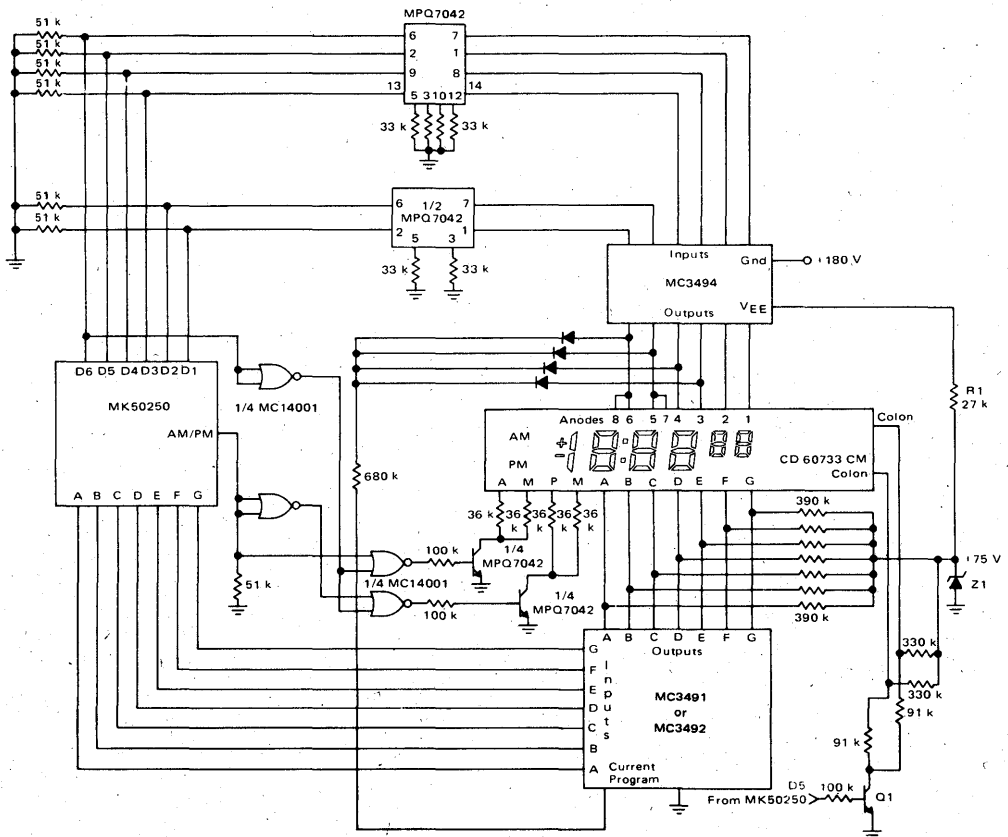 MPQ7042
51 k
51 k
51 k
51 k
6 7
2 1
9 8
13 14
5 3 10 12
33 k 33 k
33 k 33 k
51 k
51 k
1/2
MPQ7042
6 7
2 1
5 3
33 k 33 k
Inputs
Gnd
+180 V
MC3494
VEE
Outputs
D6 D5 D4 D3 D2 D1
MK50250
AM/PM
A B C D E F G
1/4 MC14001
R1
27 k
Anodes 8 6 5 7 4 3 2 1
Colon
AM
PM
+
−
CD 60733 CM
Colon
A M P M A B C D E F G
680 k
36 k
36 k
36 k
36 k
390 k
390 k
+75 V
Z1
51 k
100 k
1/4
MPQ7042
1/4 MC14001
100 k
1/4
MPQ7042
A B C D E F G
Outputs
G
F
E
D
C
B
A
Inputs
MC3491
or
MC3492
Current
Program
330 k
330 k
91 k
91 k
D5
From MK50250
100 k
Q1